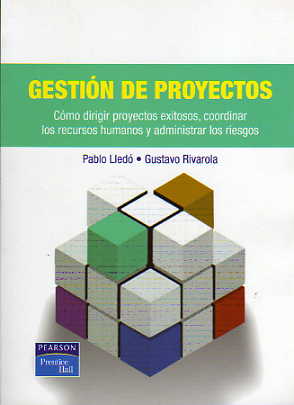 GESTIÓN DE PROYECTOS
Cómo dirigir proyectos exitosos, coordinar
los recursos humanos y administrar los riesgos
Pablo Lledó • Gustavo Rivarola
PEARSON
Prentice
Hall